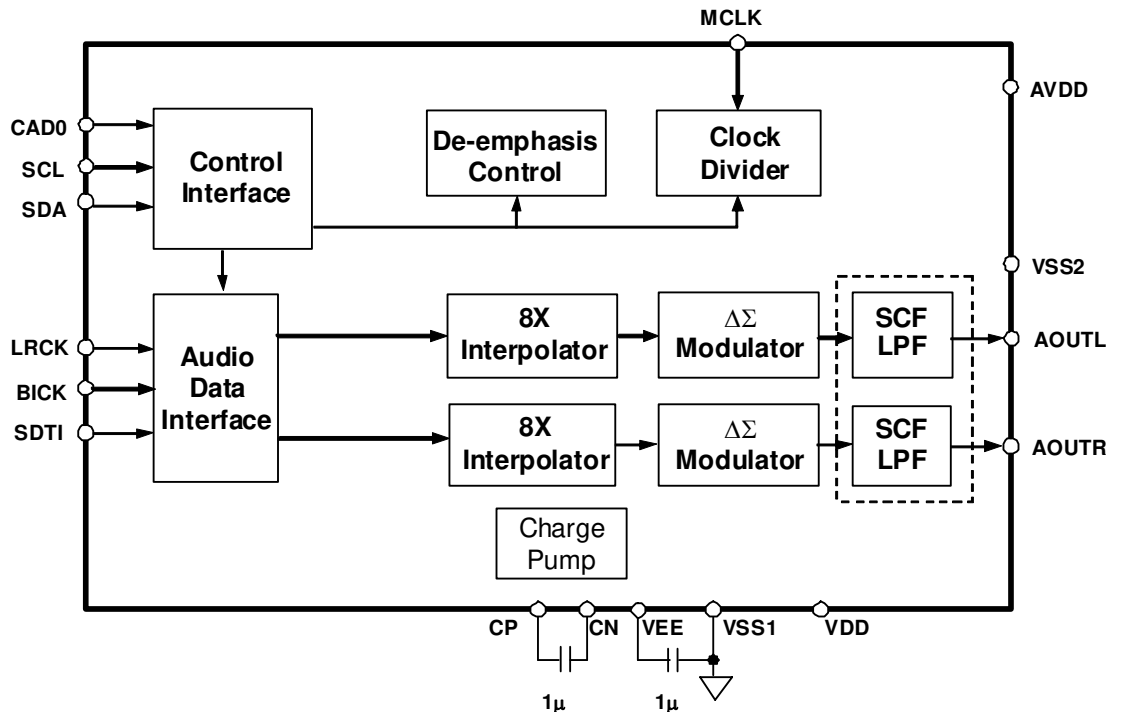 MCLK
AVDD
CAD0
SCL
SDA
Control
Interface
De-emphasis
Control
Clock
Divider
VSS2
LRCK
BICK
SDTI
Audio
Data
Interface
8X
Interpolator
ΔΣ
Modulator
SCF
LPF
AOUTL
8X
Interpolator
ΔΣ
Modulator
SCF
LPF
AOUTR
Charge
Pump
CP
CN
VEE
VSS1
VDD
1μ
1μ